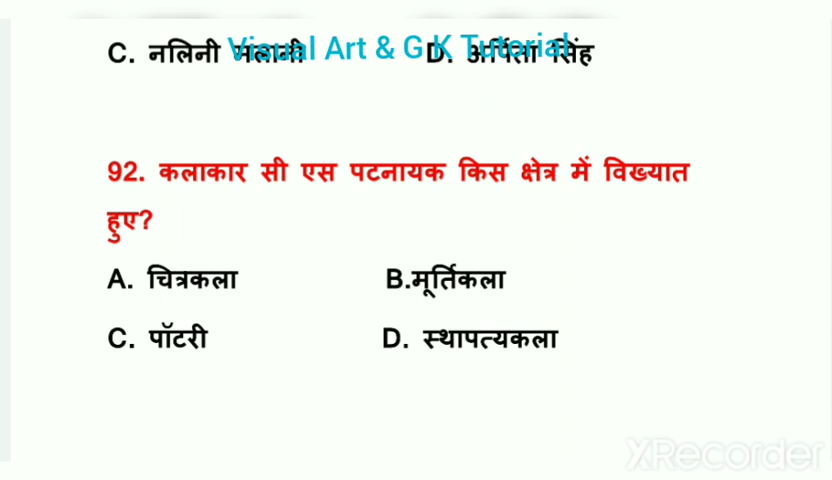 C. नलिनी मलानी D. अर्पिता सिंह
Visual Art & G K Tutorial
92. कलाकार सी एस पटनायक किस क्षेत्र में विख्यात
हुए?
A. चित्रकला B.मूर्तिकला
C. पॉटरी D. स्थापत्यकला
XRecorder